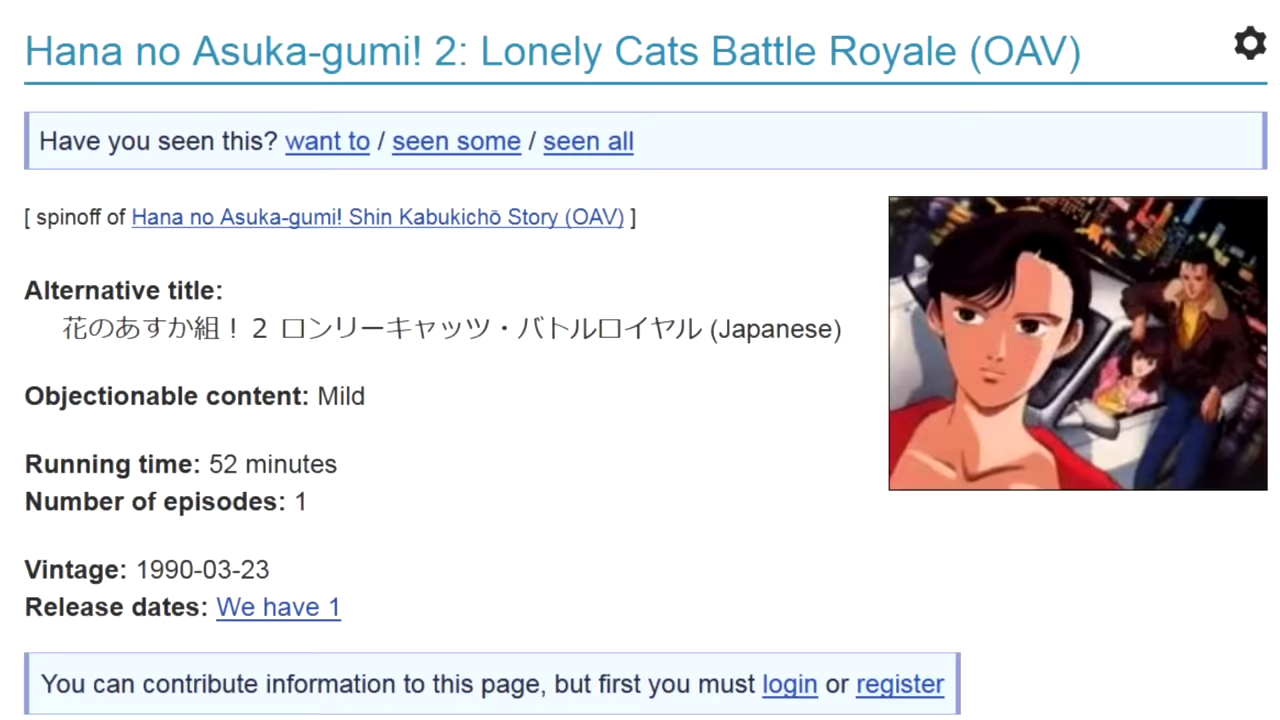 Hana no Asuka-gumi! 2: Lonely Cats Battle Royale (OAV)
Have you seen this? want to / seen some / seen all
[ spinoff of Hana no Asuka-gumi! Shin Kabukichō Story (OAV) ]
Alternative title:
花のあすか組！２ ロンリーキャッツ・バトルロイヤル (Japanese)
Objectionable content: Mild
Running time: 52 minutes
Number of episodes: 1
Vintage: 1990-03-23
Release dates: We have 1
You can contribute information to this page, but first you must login or register